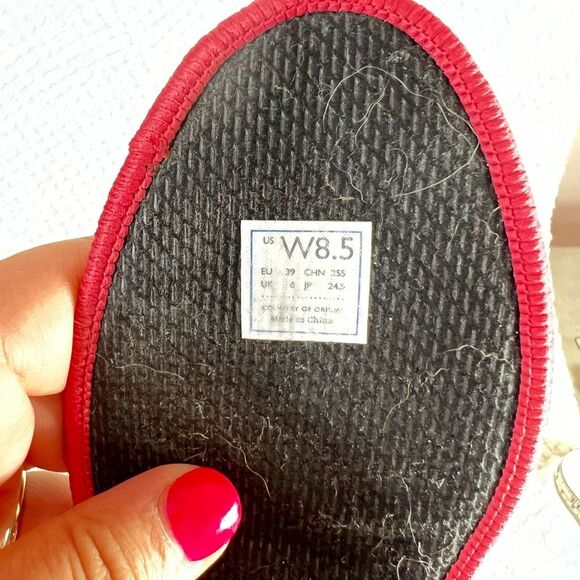 US W8.5
EU 39 CHN 255
UK 6 JP 24.5
COUNTRY OF ORIGIN
Made in China